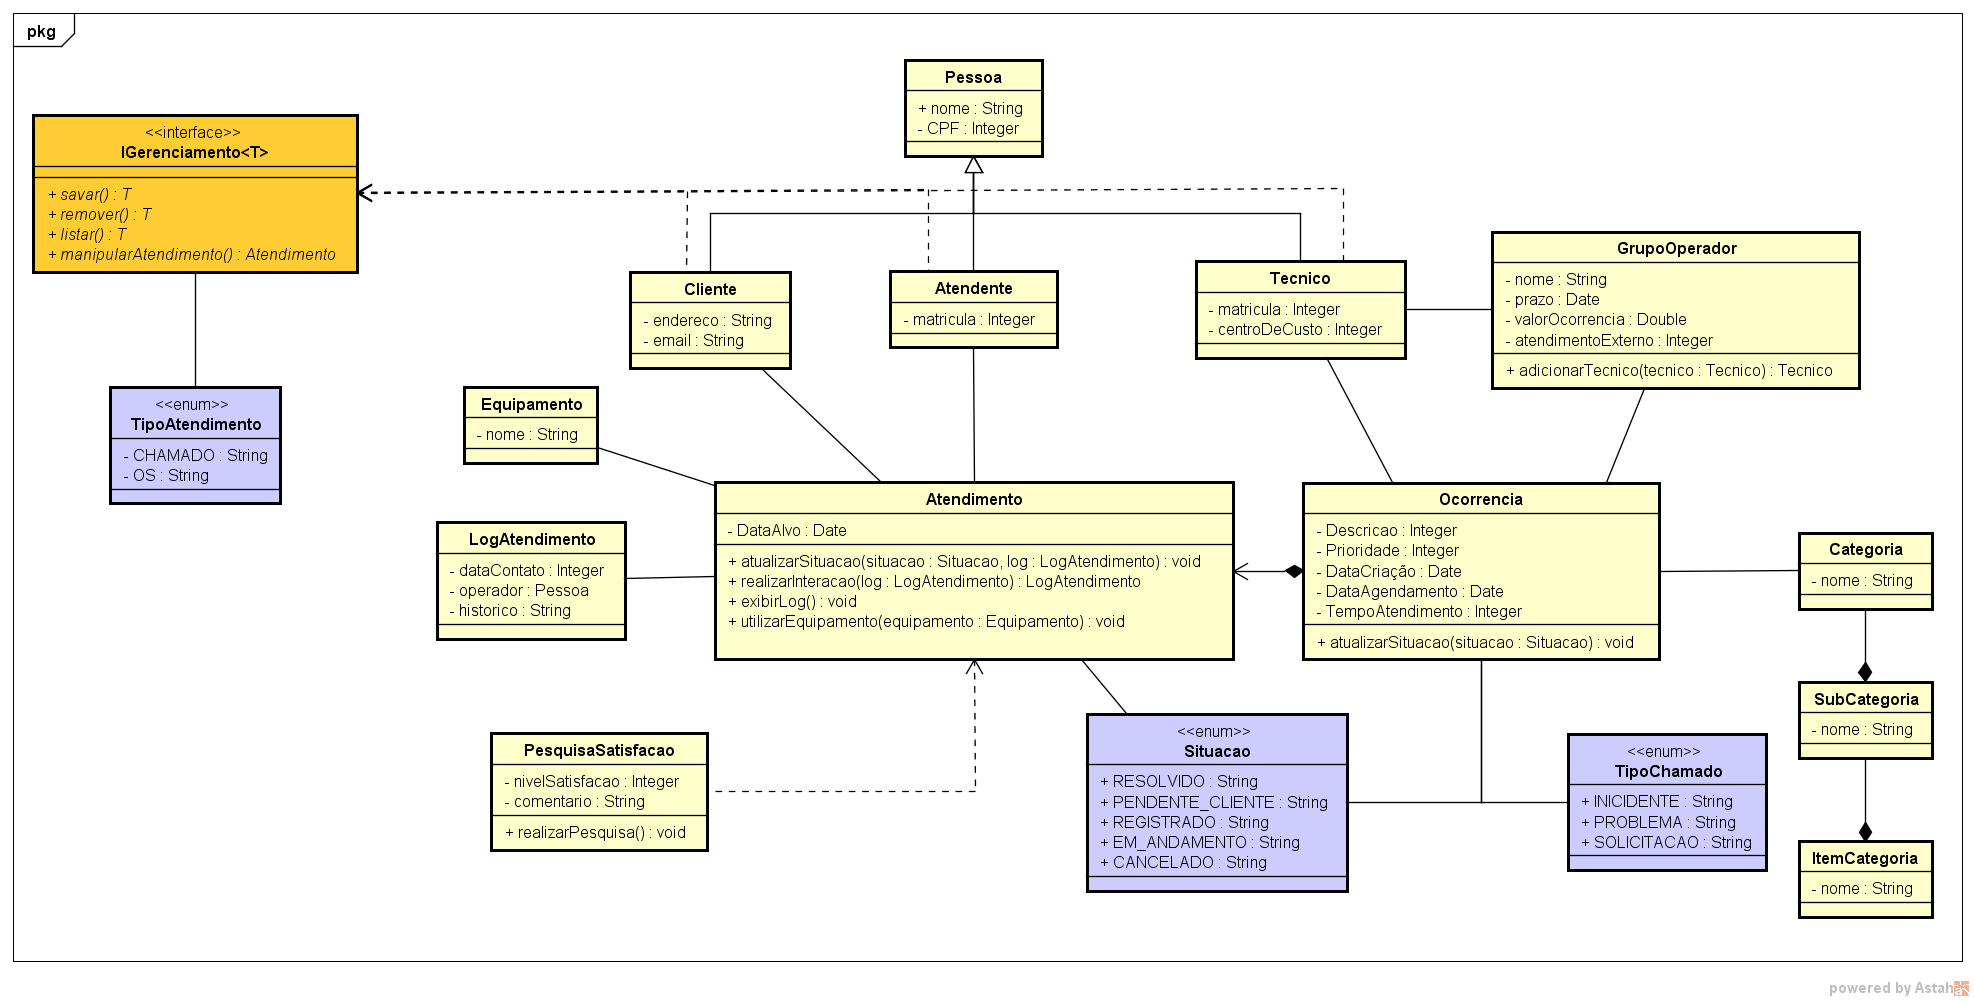 pkg
Pessoa
+ nome : String
- CPF : Integer
<<interface>>
IGerenciamento<T>
+ savar() : T
+ remover() : T
+ listar() : T
+ manipularAtendimento() : Atendimento
GrupoOperador
- nome : String
- prazo : Date
- valorOcorrencia : Double
- atendimentoExterno : Integer
+ adicionarTecnico(tecnico : Tecnico) : Tecnico
Cliente
- endereco : String
- email : String
Atendente
- matricula : Integer
Tecnico
- matricula : Integer
- centroDeCusto : Integer
<<enum>>
TipoAtendimento
- CHAMADO : String
- OS : String
Equipamento
- nome : String
Atendimento
- DataAlvo : Date
+ atualizarSituacao(situacao : Situacao, log : LogAtendimento) : void
+ realizarInteracao(log : LogAtendimento) : LogAtendimento
+ exibirLog() : void
+ utilizarEquipamento(equipamento : Equipamento) : void
Ocorrencia
- Descricao : Integer
- Prioridade : Integer
- DataCriação : Date
- DataAgendamento : Date
- TempoAtendimento : Integer
+ atualizarSituacao(situacao : Situacao) : void
LogAtendimento
- dataContato : Integer
- operador : Pessoa
- historico : String
Categoria
- nome : String
SubCategoria
- nome : String
PesquisaSatisfacao
- nivelSatisfacao : Integer
- comentario : String
+ realizarPesquisa() : void
<<enum>>
Situacao
+ RESOLVIDO : String
+ PENDENTE_CLIENTE : String
+ REGISTRADO : String
+ EM_ANDAMENTO : String
+ CANCELADO : String
<<enum>>
TipoChamado
+ INICIDENTE : String
+ PROBLEMA : String
+ SOLICITACAO : String
ItemCategoria
- nome : String
powered by Astah